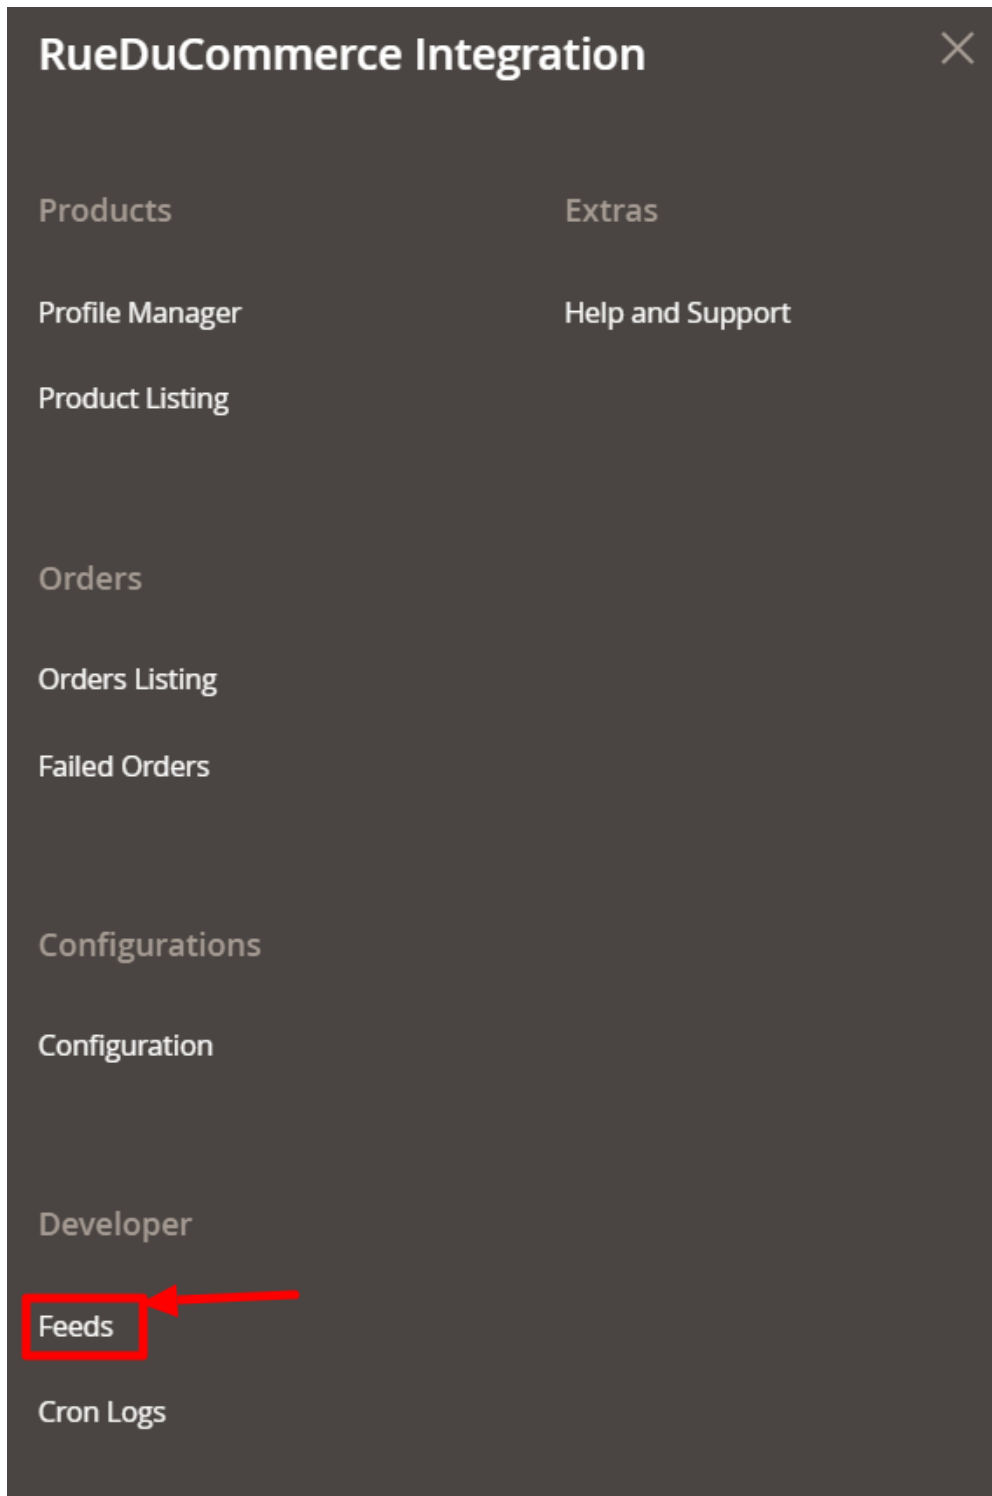 RueDuCommerce Integration
Products
Profile Manager
Product Listing
Extras
Help and Support
Orders
Orders Listing
Failed Orders
Configurations
Configuration
Developer
Feeds
Cron Logs